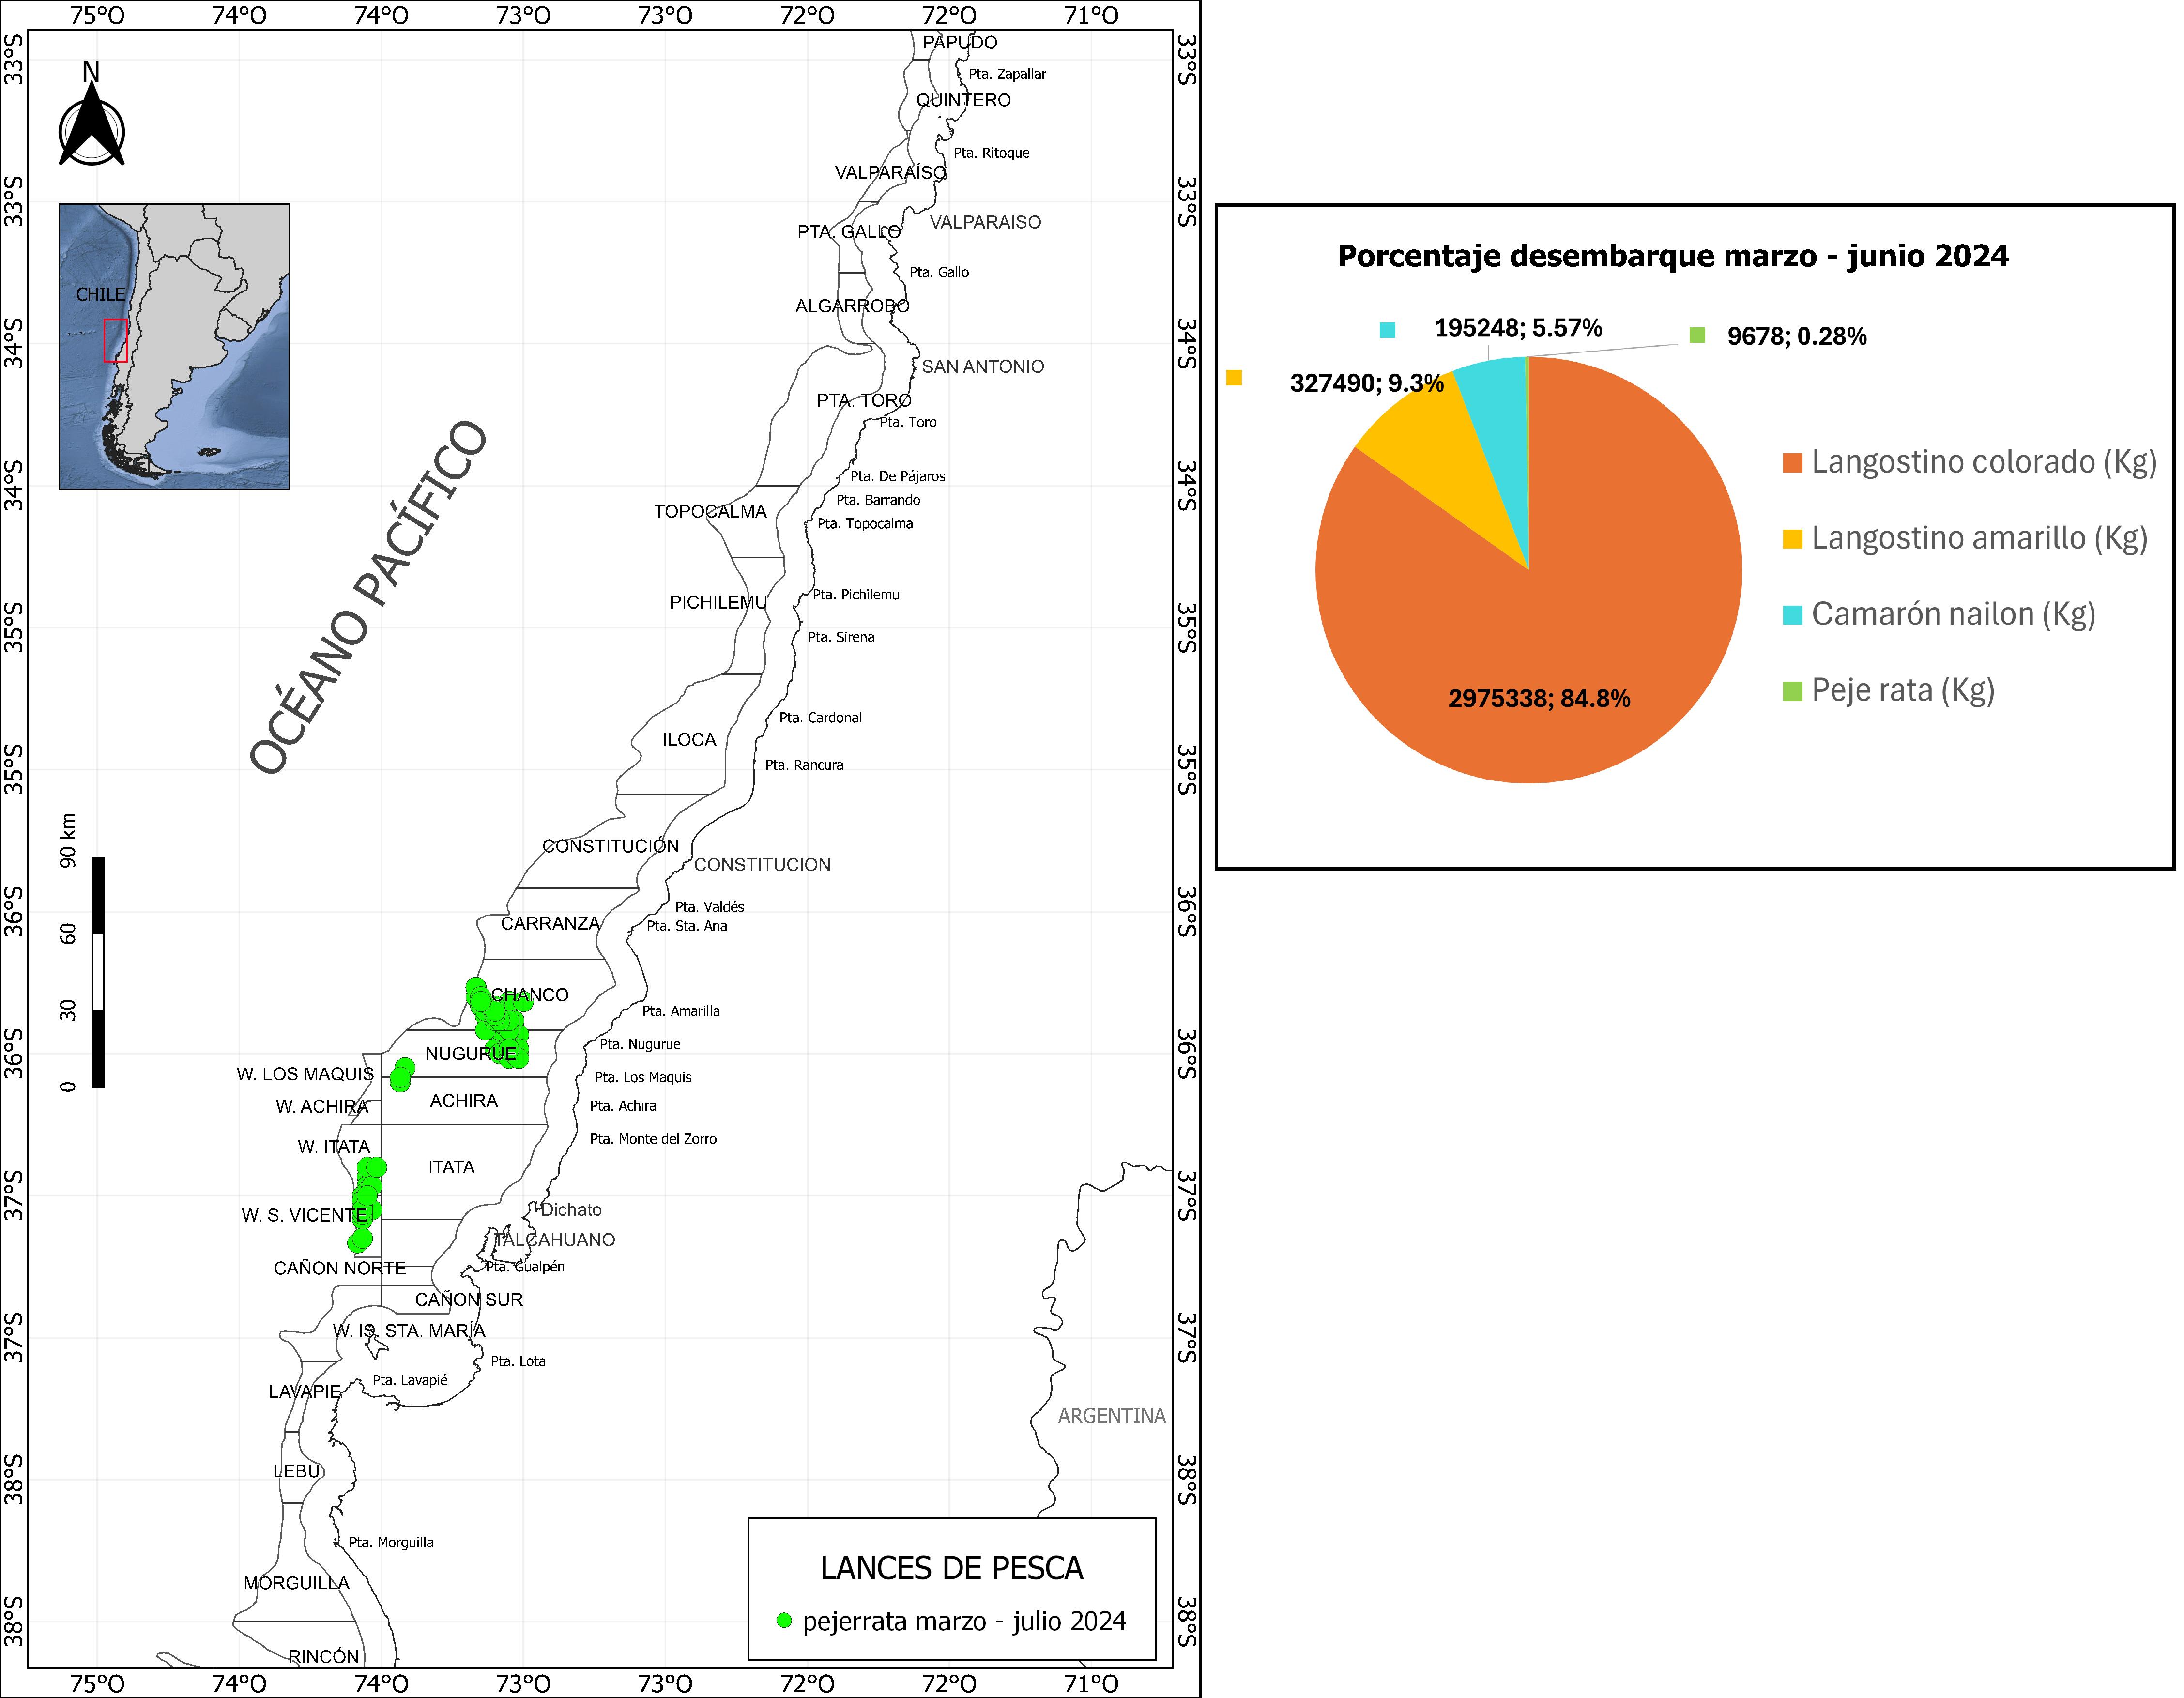 75°O 74°O 74°O 73°O 73°O 72°O 72°O 71°O
33°S
33°S
34°S
34°S
35°S
35°S
36°S
36°S
37°S
37°S
38°S
38°S
N
CHILE
OCÉANO PACÍFICO
0 30 60 90 km
PAPUDO
Pta. Zapallar
QUINTERO
Pta. Ritoque
VALPARAÍSO
VALPARAISO
PTA. GALLO
Pta. Gallo
ALGARROBO
SAN ANTONIO
PTA. TORO
Pta. Toro
Pta. De Pájaros
Pta. Barrando
TOPOCALMA
Pta. Topocalma
PICHILEMU
Pta. Pichilemu
Pta. Sirena
Pta. Cardonal
ILOCA
Pta. Rancura
CONSTITUCIÓN
CONSTITUCION
Pta. Valdés
CARRANZA
Pta. Sta. Ana
CHANCO
Pta. Amarilla
Pta. Nugurue
NUGURUE
W. LOS MAQUIS
Pta. Los Maquis
W. ACHIRA
ACHIRA
Pta. Achira
Pta. Monte del Zorro
W. ITATA
ITATA
Dichato
W. S. VICENTE
TALCAHUANO
CAÑON NORTE
Pta. Gualpén
CAÑON SUR
W. IS. STA. MARÍA
Pta. Lota
Pta. Lavapié
LAVAPIE
ARGENTINA
LEBU
Pta. Morguilla
MORGUILLA
RINCÓN
LANCES DE PESCA
pejerrata marzo - julio 2024
33°S
33°S
34°S
34°S
35°S
35°S
36°S
36°S
37°S
37°S
38°S
38°S
75°O 74°O 74°O 73°O 73°O 72°O 72°O 71°O
Porcentaje desembarque marzo - junio 2024
195248; 5.57%
9678; 0.28%
327490; 9.3%
2975338; 84.8%
Langostino colorado (Kg)
Langostino amarillo (Kg)
Camarón nailon (Kg)
Peje rata (Kg)